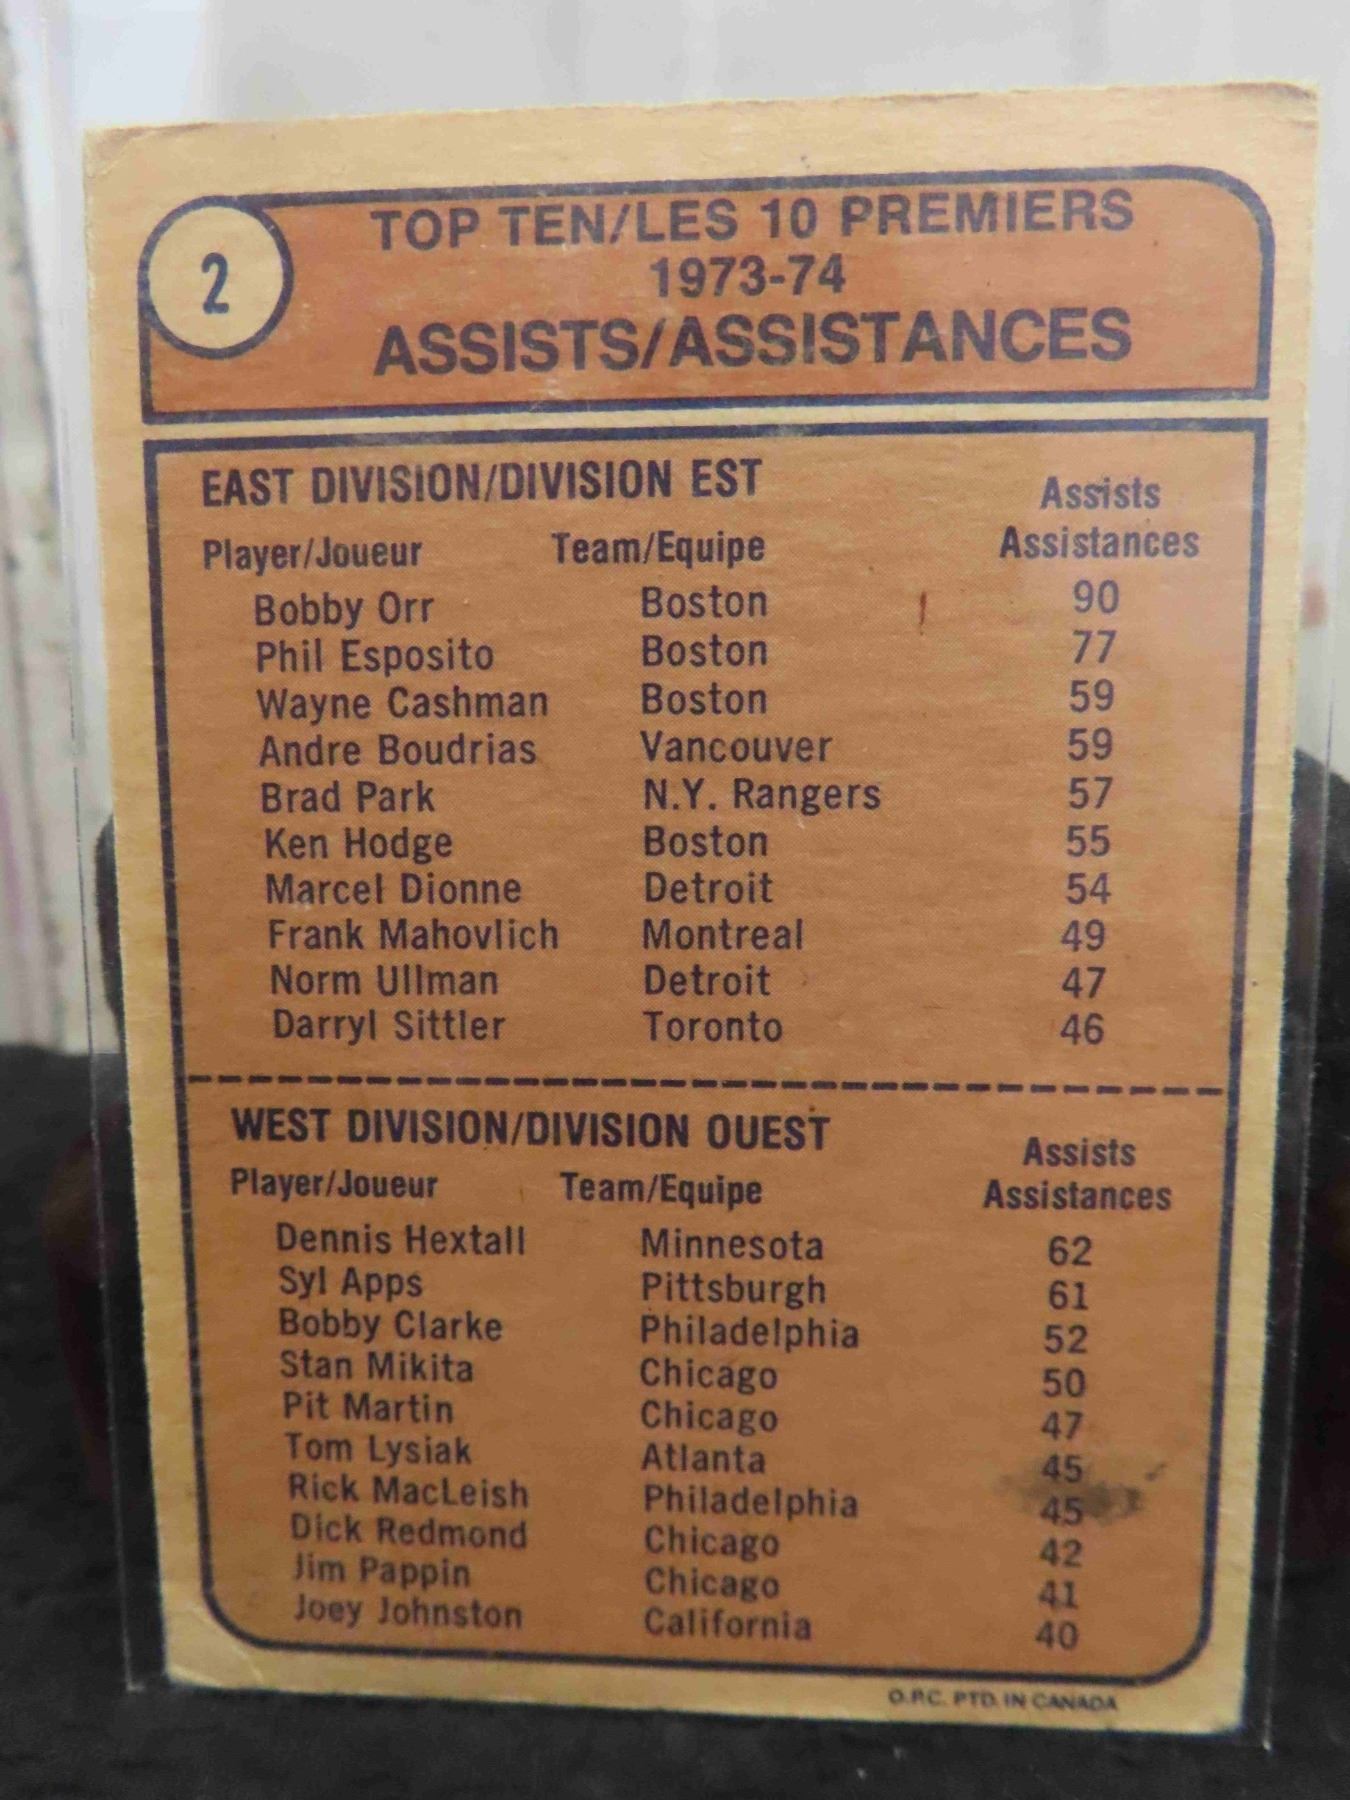 2
TOP TEN/LES 10 PREMIERS
1973-74
ASSISTS/ASSISTANCES
EAST DIVISION/DIVISION EST
Assists
Player/Joueur Team/Equipe Assistances
Bobby Orr Boston 90
Phil Esposito Boston 77
Wayne Cashman Boston 59
Andre Boudrias Vancouver 59
Brad Park N.Y. Rangers 57
Ken Hodge Boston 55
Marcel Dionne Detroit 54
Frank Mahovlich Montreal 49
Norm Ullman Detroit 47
Darryl Sittler Toronto 46
WEST DIVISION/DIVISION OUEST
Assists
Player/Joueur Team/Equipe Assistances
Dennis Hextall Minnesota 62
Syl Apps Pittsburgh 61
Bobby Clarke Philadelphia 52
Stan Mikita Chicago 50
Pit Martin Chicago 47
Tom Lysiak Atlanta 45
Rick MacLeish Philadelphia 45
Dick Redmond Chicago 42
Jim Pappin Chicago 41
Joey Johnston California 40
O.P.C. PTD. IN CANADA